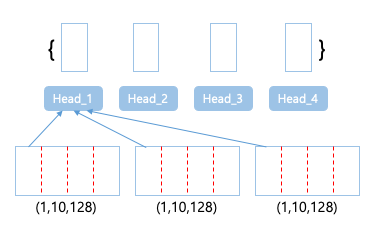 { }
Head_1 Head_2 Head_3 Head_4
(1,10,128) (1,10,128) (1,10,128)